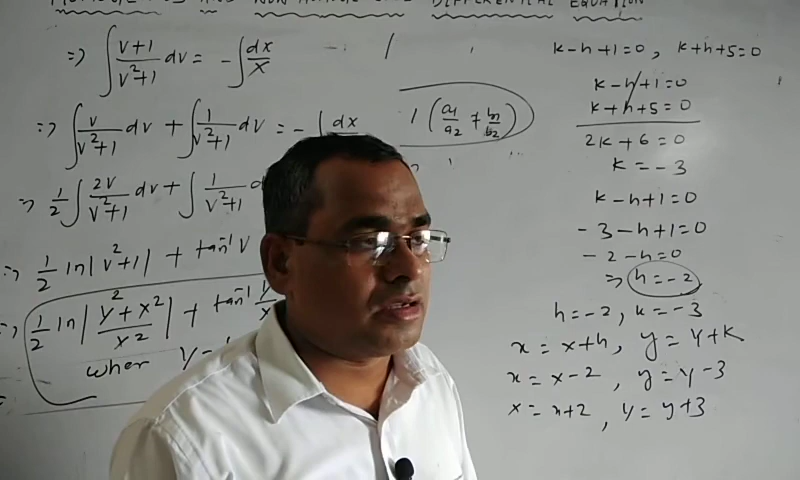 DIFFERENTIAL EQUATION
=> ∫ v+1/v²+1 dv = -∫ dx/x
=> ∫ v/v²+1 dv + ∫ 1/v²+1 dv = -∫ dx
=> 1/2 ∫ 2v/v²+1 dv + ∫ 1/v²+1 d
=> 1/2 ln|v²+1| + tan⁻¹ v
=> 1/2 ln|y²+x²/x²| + tan⁻¹ y/x
wher Y=
(a₁/a₂ ≠ b₁/b₂)
k-h+1=0, k+h+5=0
k-h+1=0
k+h+5=0
2k+6=0
k=-3
k-h+1=0
-3-h+1=0
-2-h=0
=> h=-2
h=-2, k=-3
x=X+h, y=Y+k
x=X-2, y=Y-3
X=x+2, Y=y+3